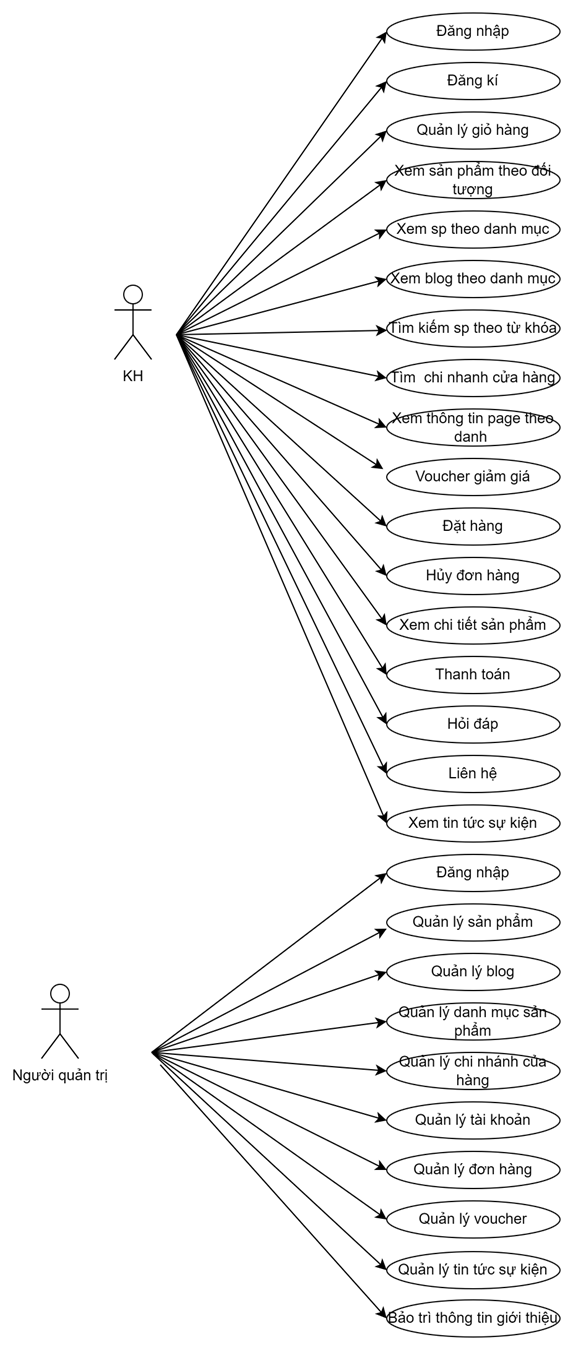 Đăng nhập
Đăng kí
Quản lý giỏ hàng
Xem sản phẩm theo đối
tượng
Xem sp theo danh mục
Xem blog theo danh mục
Tìm kiếm sp theo từ khóa
Tìm chi nhanh cửa hàng
Xem thông tin page theo
danh
Voucher giảm giá
Đặt hàng
Hủy đơn hàng
Xem chi tiết sản phẩm
Thanh toán
Hỏi đáp
Liên hệ
Xem tin tức sự kiện
KH
Đăng nhập
Quản lý sản phẩm
Quản lý blog
Quản lý danh mục sản
phẩm
Quản lý chi nhánh cửa
hàng
Quản lý tài khoản
Quản lý đơn hàng
Quản lý voucher
Quản lý tin tức sự kiện
Bảo trì thông tin giới thiệu
Người quản trị